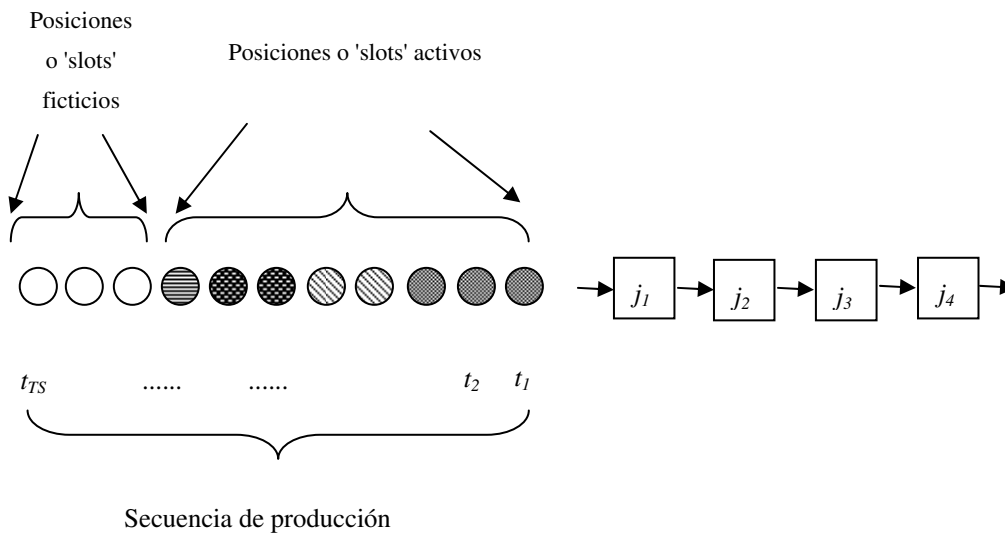 Posiciones
o 'slots'
ficticios
Posiciones o 'slots' activos
j1 j2 j3 j4
tTS ...... ...... t2 t1
Secuencia de producción